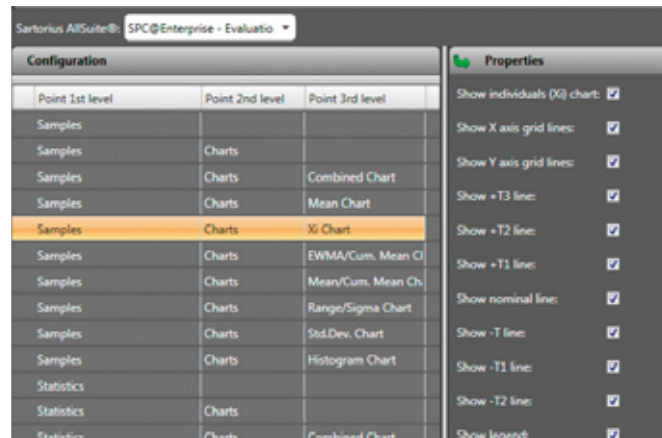 Sartorius AllSuite®: SPC@Enterprise - Evaluatio
Configuration
Point 1st level Point 2nd level Point 3rd level
Samples
Samples Charts
Samples Charts Combined Chart
Samples Charts Mean Chart
Samples Charts Xi Chart
Samples Charts EWMA/Cum. Mean Cl
Samples Charts Mean/Cum. Mean Ch.
Samples Charts Range/Sigma Chart
Samples Charts Std.Dev. Chart
Samples Charts Histogram Chart
Statistics
Statistics Charts
Statistics Charts Combined Chart
Properties
Show individuals (Xi) chart:
Show X axis grid lines:
Show Y axis grid lines:
Show +T3 line:
Show +T2 line:
Show +T1 line:
Show nominal line:
Show -T line:
Show -T1 line:
Show -T2 line:
Show legend: